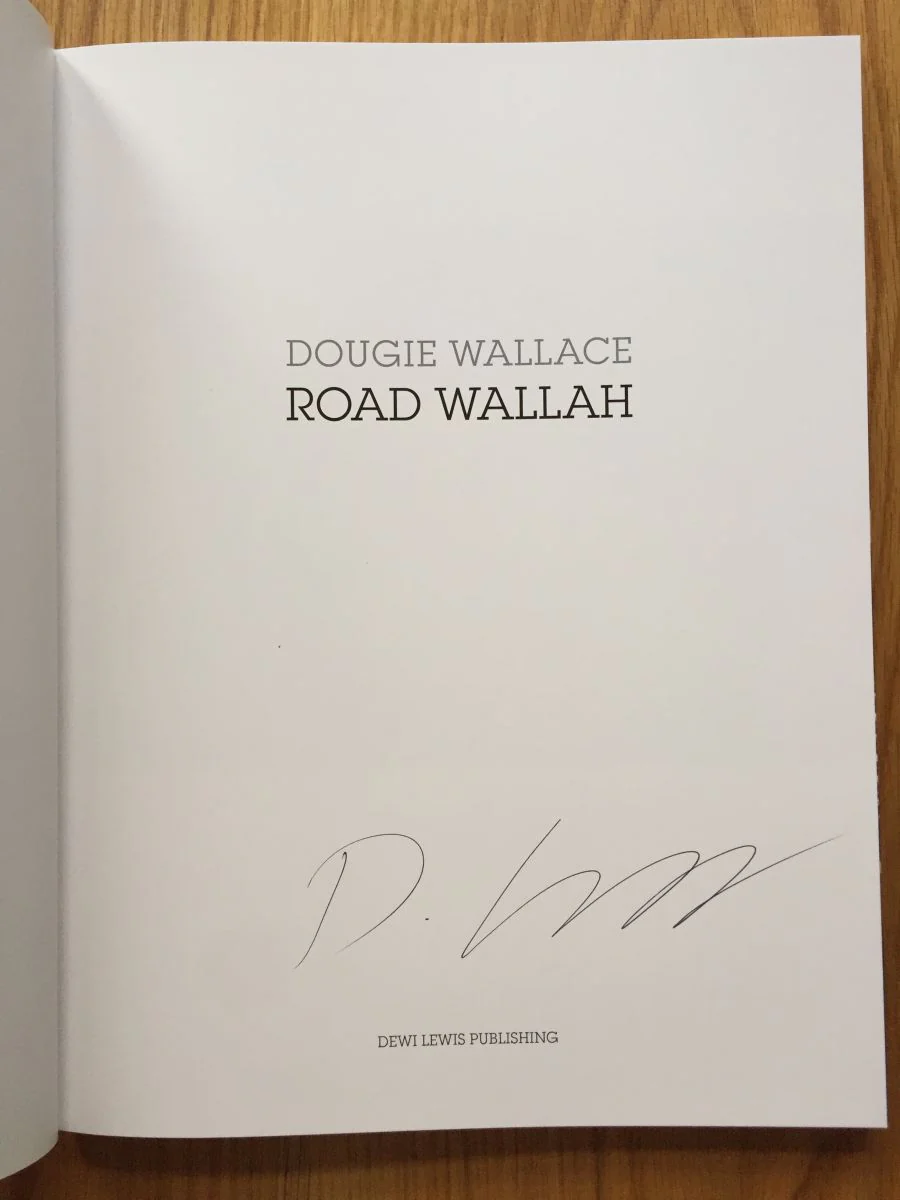 DOUGIE WALLACE
ROAD WALLAH
D.
DEWI LEWIS PUBLISHING